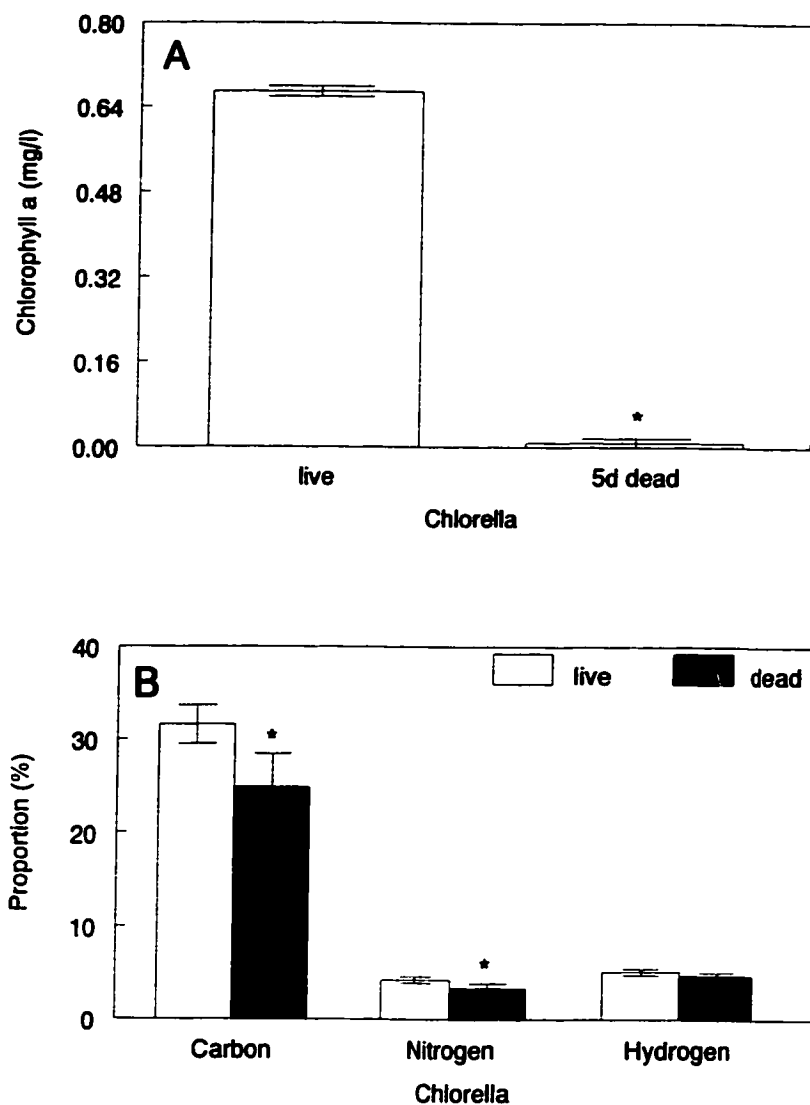 A
Chlorophyll a (mg/l)
0.80
0.64
0.48
0.32
0.16
0.00
*
live 5d dead
Chlorella
B
live dead
Proportion (%)
40
30
20
10
0
*
*
Carbon Nitrogen Hydrogen
Chlorella